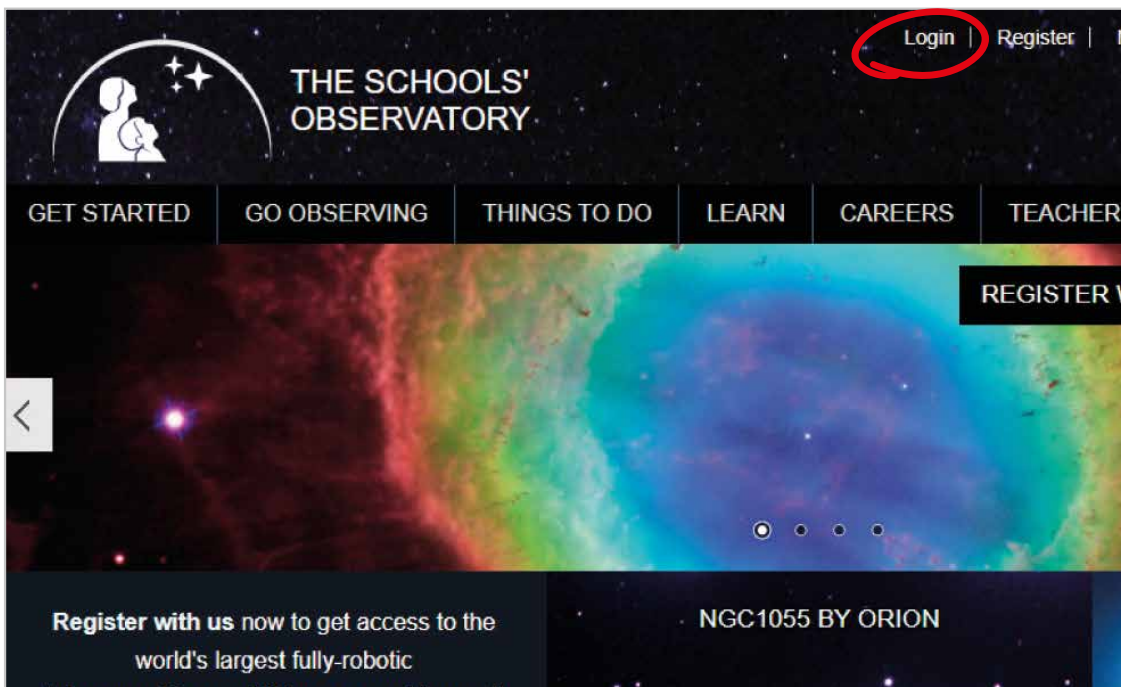 Login | Register |
THE SCHOOLS'
OBSERVATORY
GET STARTED GO OBSERVING THINGS TO DO LEARN CAREERS TEACHER
REGISTER
Register with us now to get access to the
world's largest fully-robotic
NGC1055 BY ORION